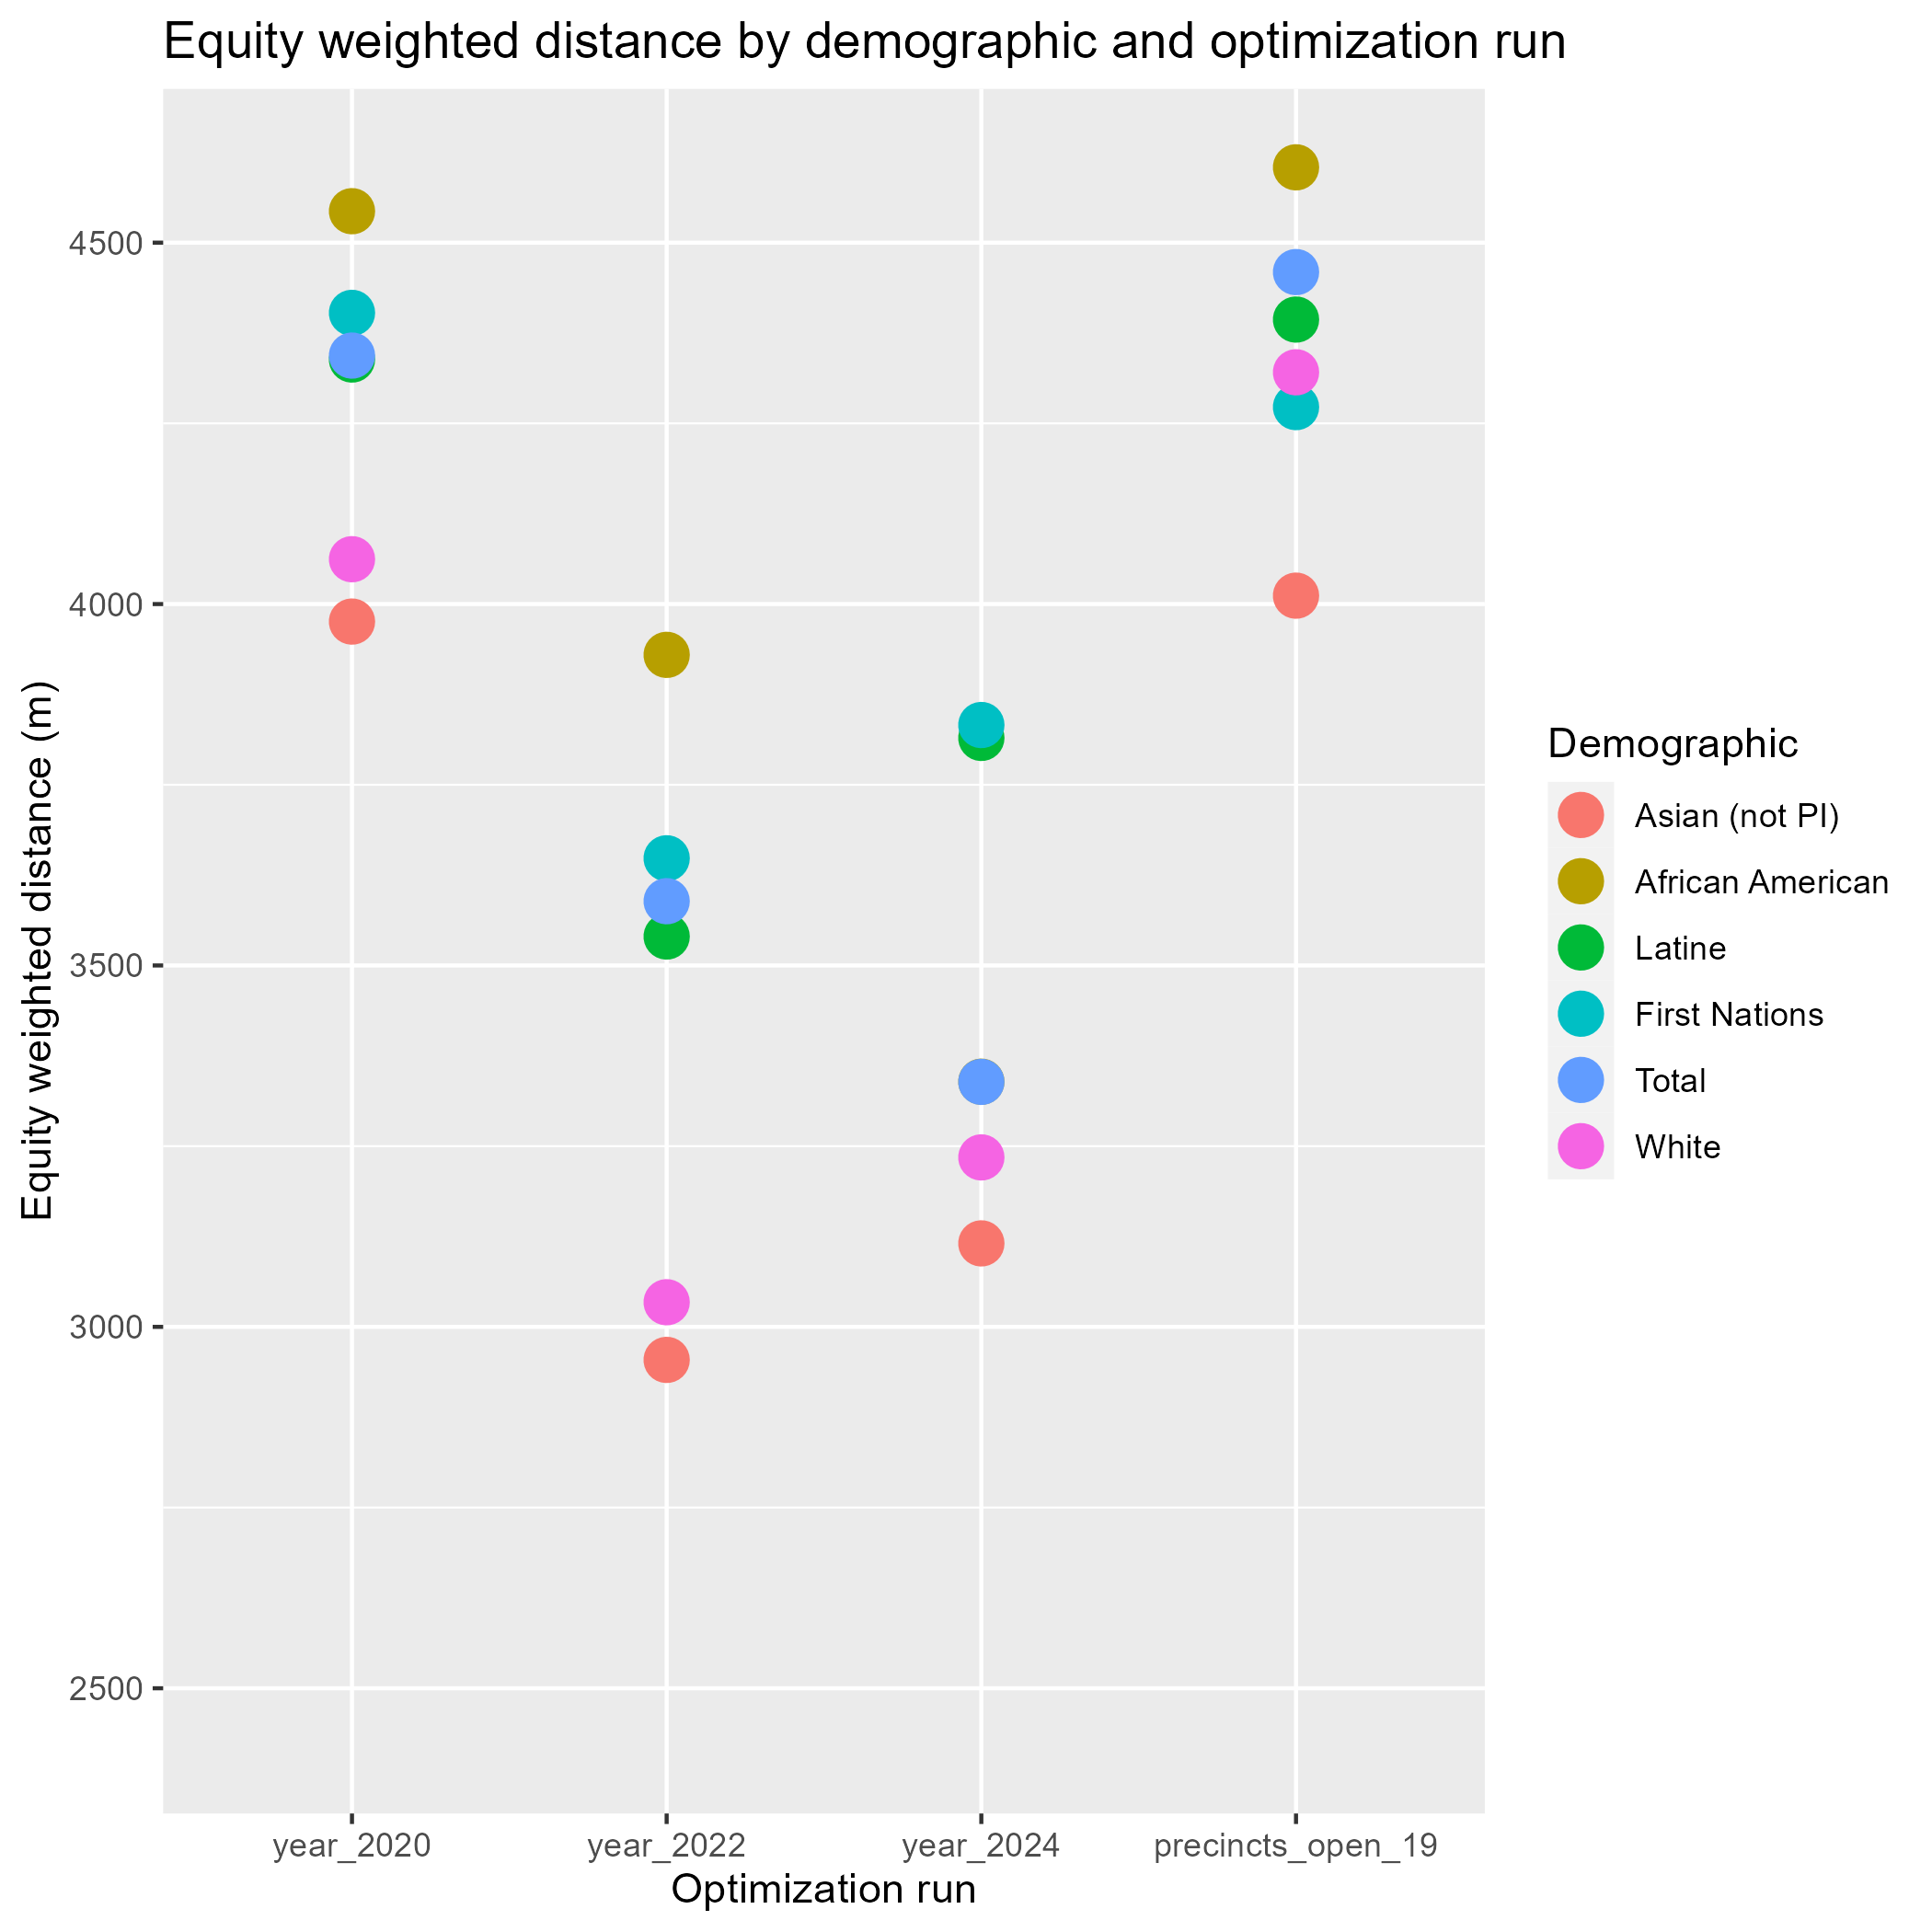 Equity weighted distance by demographic and optimization run
Equity weighted distance (m)
4500
4000
3500
3000
2500
year_2020
year_2022
year_2024
precincts_open_19
Optimization run
Demographic
Asian (not PI)
African American
Latine
First Nations
Total
White